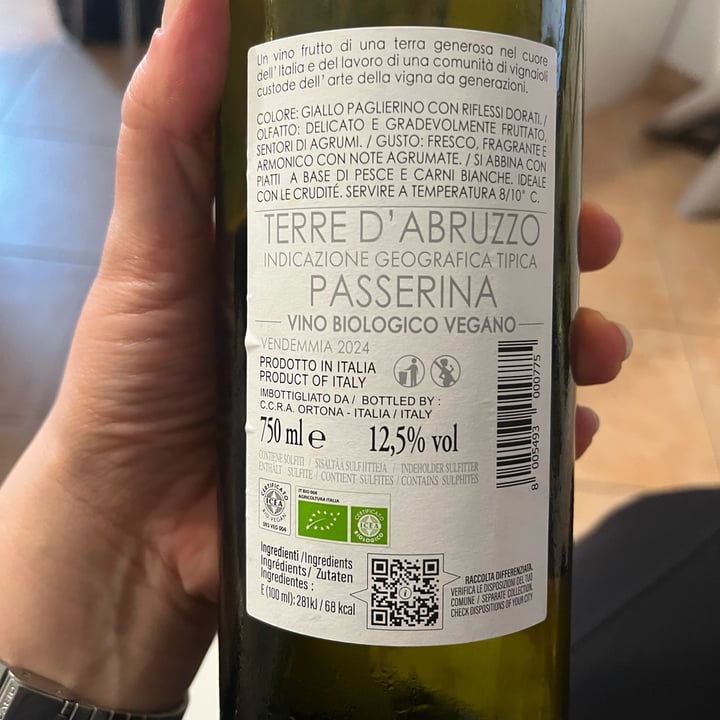 Un vino frutto di una terra generosa nel cuore
dell'Italia e del lavoro di una comunità di vignaioli
custode dell'arte della vigna da generazioni.
COLORE: GIALLO PAGLIERINO CON RIFLESSI DORATI. /
OLFATTO: DELICATO E GRADEVOLMENTE FRUTTATO,
SENTORI DI AGRUMI. / GUSTO: FRESCO, FRAGRANTE E
ARMONICO CON NOTE AGRUMATE. / SI ABBINA CON
PIATTI A BASE DI PESCE E CARNI BIANCHE. IDEALE
CON LE CRUDITÉ. SERVIRE A TEMPERATURA 8/10° C.
TERRE D'ABRUZZO
INDICAZIONE GEOGRAFICA TIPICA
PASSERINA
VINO BIOLOGICO VEGANO
VENDEMMIA 2024
PRODOTTO IN ITALIA
PRODUCT OF ITALY
IMBOTTIGLIATO DA / BOTTLED BY :
C.C.R.A. ORTONA - ITALIA / ITALY
750 ml e 12,5% vol
CONTIENE SOLFITI / SISÄLTÄÄ SULFIITTEJA / INDEHOLDER SULFITTER
ENTHÄLT SULFITE / CONTIENT SULFITES / CONTAINS SULPHITES
8 005493 000775
CERTIFICATO
ICEA
BIO VEGAN
IT BIO 006
AGRICOLTURA ITALIA
CERTIFICATO
ICEA
BIOLOGICO
Ingredienti /Ingredients
Ingrédients/ Zutaten
Ingredientes :
E (100 ml): 281kJ / 68 kcal
RACCOLTA DIFFERENZIATA.
VERIFICA LE DISPOSIZIONI DEL TUO
COMUNE / SEPARATE COLLECTION.
CHECK DISPOSITIONS OF YOUR CITY